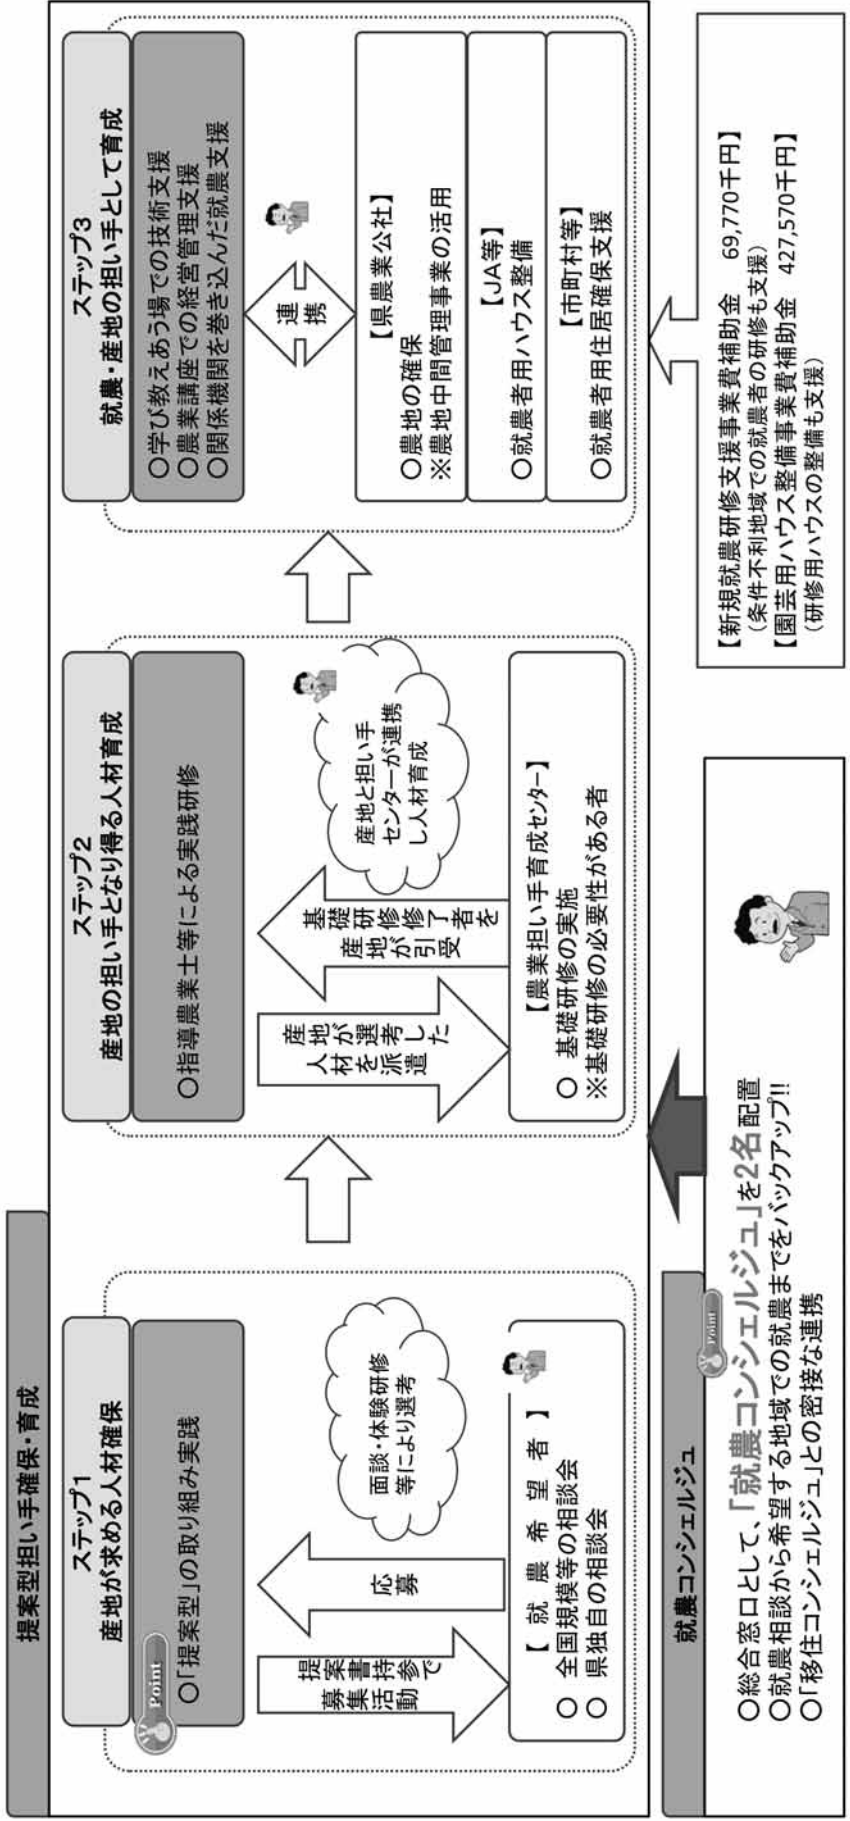 提案型担い手確保・育成
ステップ1
産地が求める人材確保
Point
○「提案型」の取り組み実践
提案書持参で
募集活動
応募
面談・体験研修
等により選考
【就農希望者】
○ 全国規模等の相談会
○ 県独自の相談会
ステップ2
産地の担い手となり得る人材育成
○指導農業士等による実践研修
産地が選考した
人材を派遣
基礎研修修了者を
産地が引受
産地と担い手
センターが連携
し人材育成
【農業担い手育成センター】
○ 基礎研修の実施
※基礎研修の必要性がある者
ステップ3
就農・産地の担い手として育成
○学び教えあう場での技術支援
○農業講座での経営管理支援
○関係機関を巻き込んだ就農支援
連携
【県農業公社】
○農地の確保
※農地中間管理事業の活用
【JA等】
○就農者用ハウス整備
【市町村等】
○就農者用住居確保支援
就農コンシェルジュ
Point
○総合窓口として、「就農コンシェルジュ」を2名配置
○就農相談から希望する地域での就農までをバックアップ!!
○「移住コンシェルジュ」との密接な連携
【新規就農研修支援事業費補助金 69,770千円】
(条件不利地域での就農者の研修も支援)
【園芸用ハウス整備事業費補助金 427,570千円】
(研修用ハウスの整備も支援)